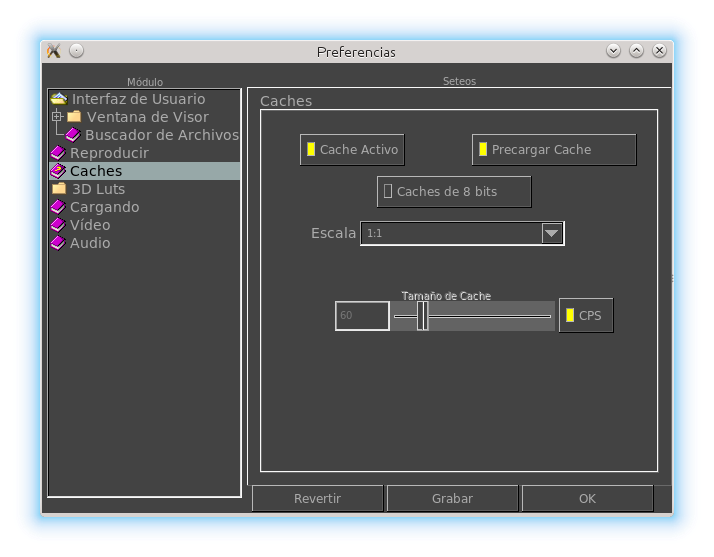 Preferencias
Módulo
Seteos
Interfaz de Usuario
Ventana de Visor
Buscador de Archivos
Reproducir
Caches
3D Luts
Cargando
Vídeo
Audio
Caches
Cache Activo
Precargar Cache
Caches de 8 bits
Escala 1:1
Tamaño de Cache
60
CPS
Revertir
Grabar
OK